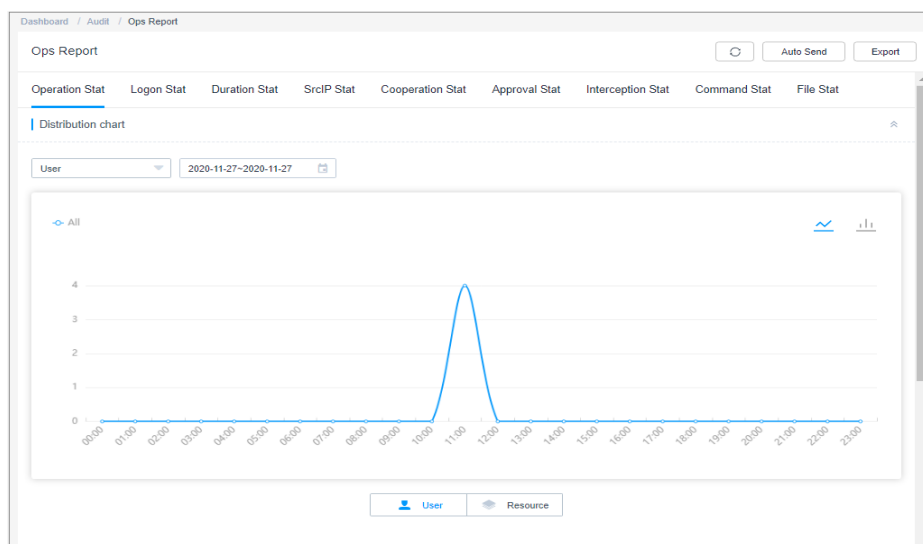 Dashboard / Audit / Ops Report
Ops Report
Auto Send
Export
Operation Stat Logon Stat Duration Stat SrcIP Stat Cooperation Stat Approval Stat Interception Stat Command Stat File Stat
Distribution chart
User
2020-11-27~2020-11-27
All
4
3
2
1
0
00:00 01:00 02:00 03:00 04:00 05:00 06:00 07:00 08:00 09:00 10:00 11:00 12:00 13:00 14:00 15:00 16:00 17:00 18:00 19:00 20:00 21:00 22:00 23:00
User Resource